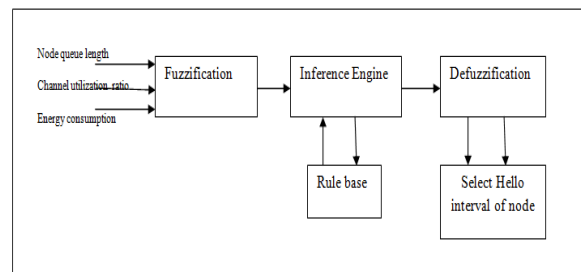 Node queue length
Channel utilization ratio
Energy consumption
Fuzzification
Inference Engine
Defuzzification
Rule base
Select Hello
interval of node